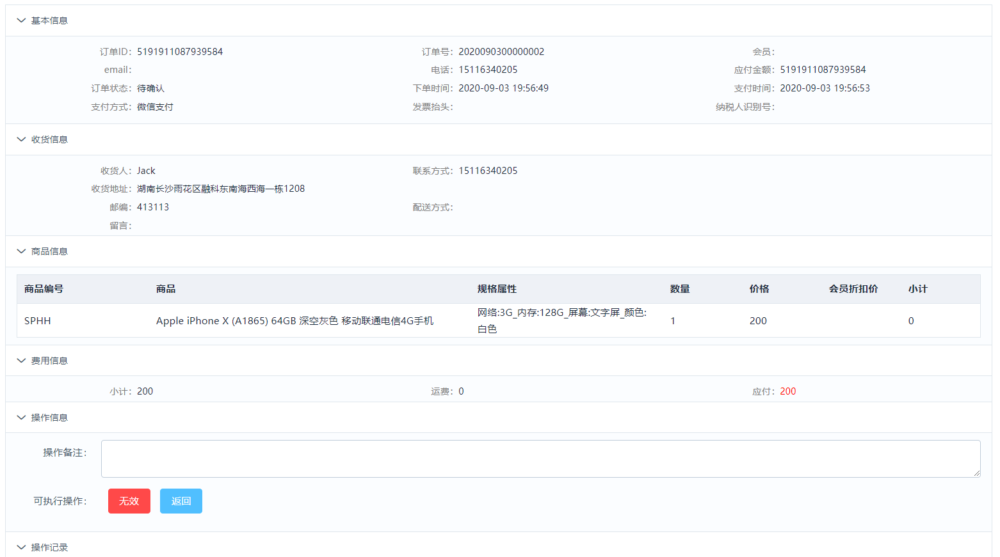 基本信息
订单ID: 5191911087939584 订单号: 2020090300000002 会员:
email: 电话: 15116340205 应付金额: 5191911087939584
订单状态: 待确认 下单时间: 2020-09-03 19:56:49 支付时间: 2020-09-03 19:56:53
支付方式: 微信支付 发票抬头: 纳税人识别号:
收货信息
收货人: Jack 联系方式: 15116340205
收货地址: 湖南长沙雨花区融科东南海西海一栋1208
邮编: 413113 配送方式:
留言:
商品信息
商品编号 商品 规格属性 数量 价格 会员折扣价 小计
SPHH Apple iPhone X (A1865) 64GB 深空灰色 移动联通电信4G手机 网络:3G_内存:128G_屏幕:文字屏_颜色: 1 200 0
白色
费用信息
小计: 200 运费: 0 应付: 200
操作信息
操作备注:
可执行操作: 无效 返回
操作记录